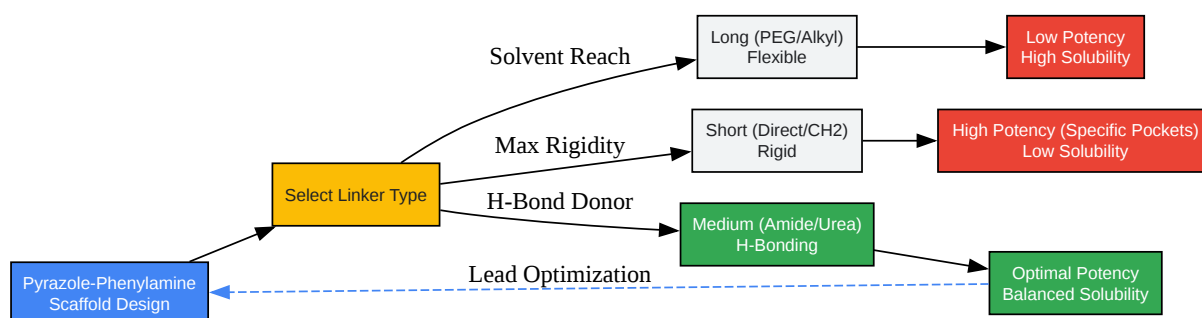 Solvent Reach
Long (PEG/Alkyl)
Flexible
Low Potency
High Solubility
Max Rigidity
Short (Direct/CH2)
Rigid
High Potency (Specific Pockets)
Low Solubility
Select Linker Type
H-Bond Donor
Medium (Amide/Urea)
H-Bonding
Optimal Potency
Balanced Solubility
Lead Optimization
Pyrazole-Phenylamine
Scaffold Design